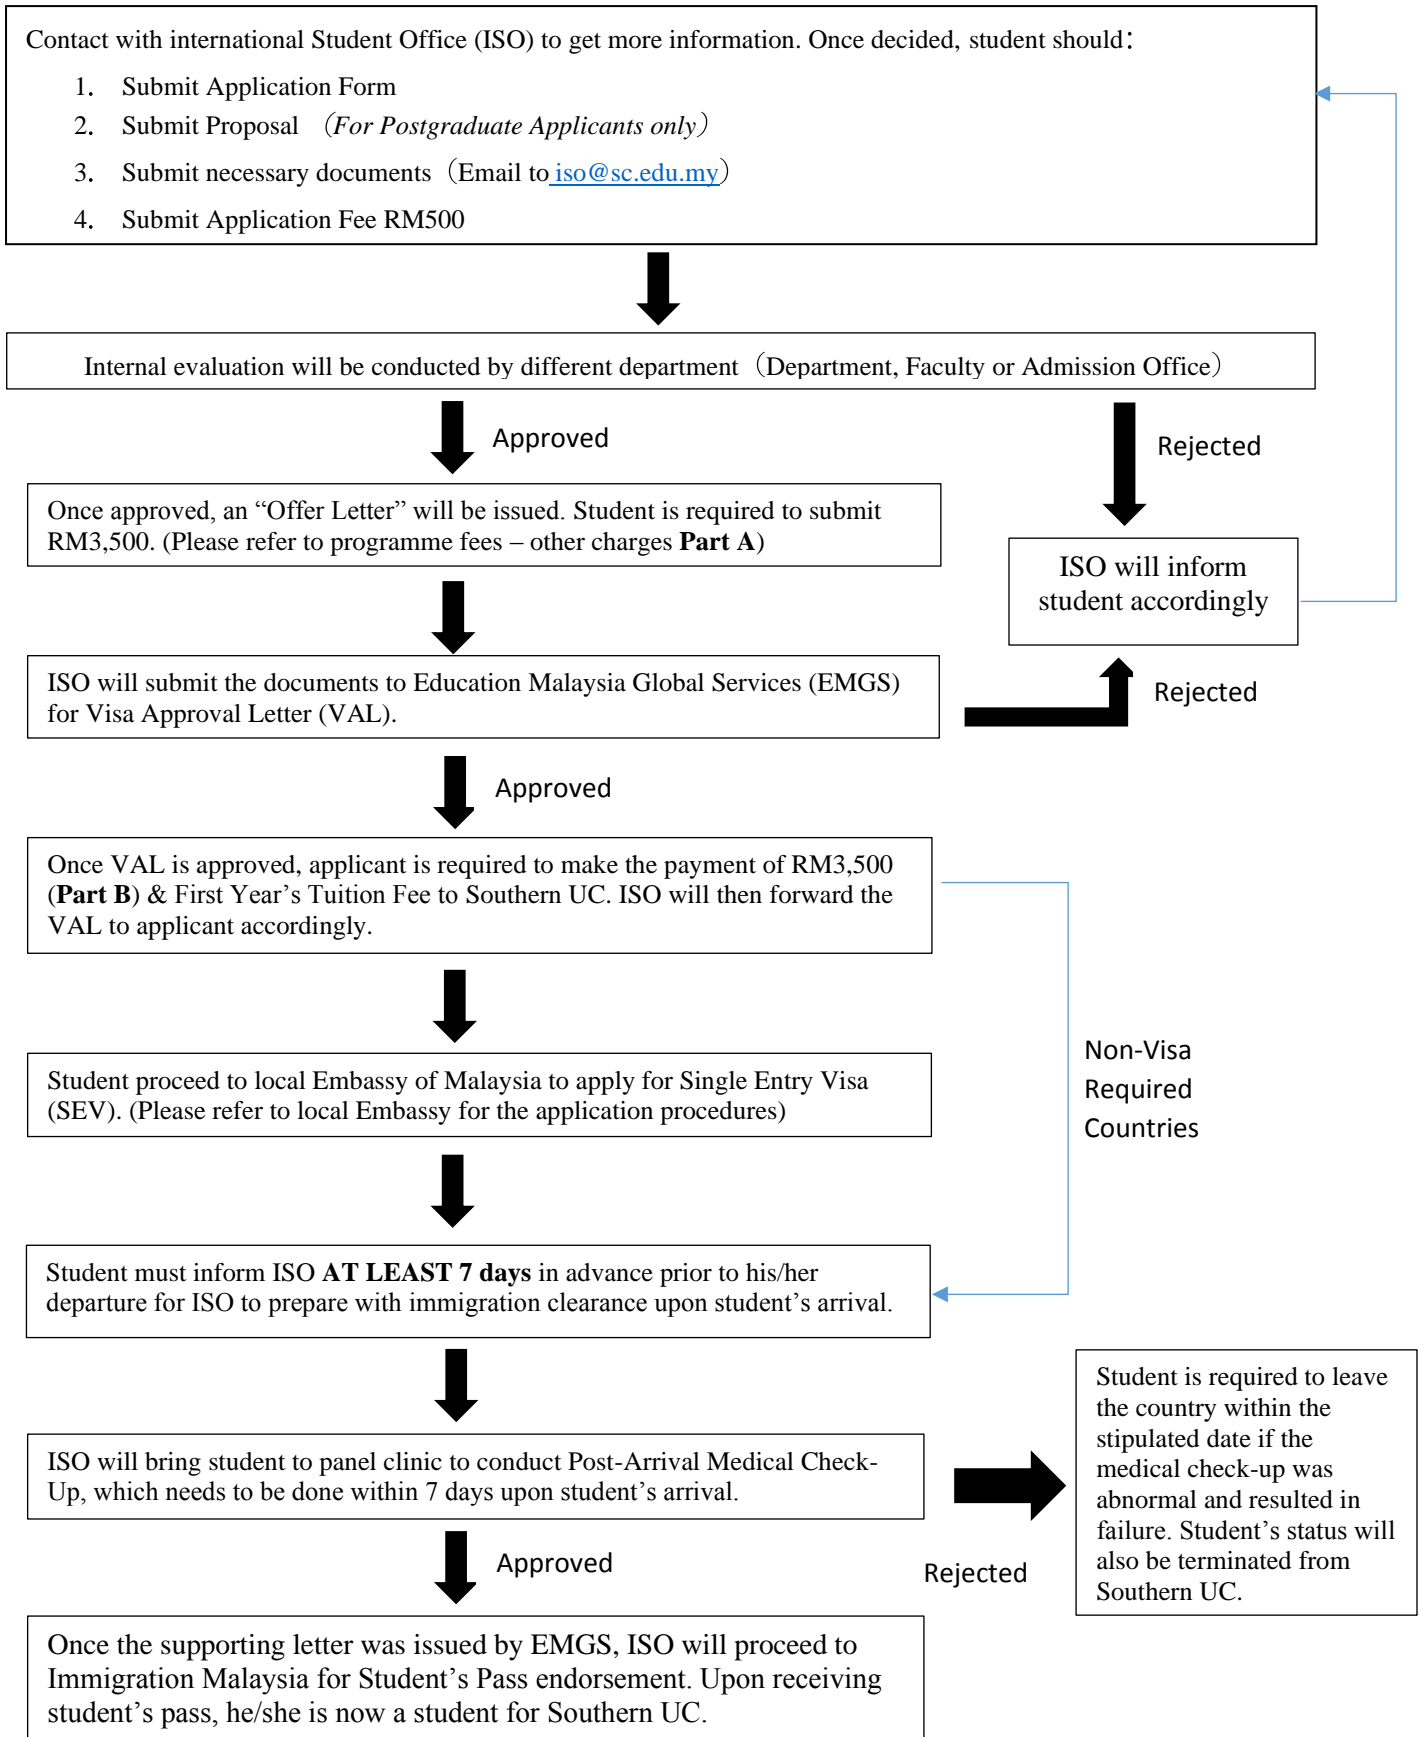 Contact with international Student Office (ISO) to get more information. Once decided, student should：
1. Submit Application Form
2. Submit Proposal （For Postgraduate Applicants only）
3. Submit necessary documents（Email to iso@sc.edu.my）
4. Submit Application Fee RM500
Internal evaluation will be conducted by different department（Department, Faculty or Admission Office）
Approved
Rejected
Once approved, an “Offer Letter” will be issued. Student is required to submit
RM3,500. (Please refer to programme fees – other charges Part A)
ISO will inform
student accordingly
ISO will submit the documents to Education Malaysia Global Services (EMGS)
for Visa Approval Letter (VAL).
Rejected
Approved
Once VAL is approved, applicant is required to make the payment of RM3,500
(Part B) & First Year’s Tuition Fee to Southern UC. ISO will then forward the
VAL to applicant accordingly.
Non-Visa
Required
Countries
Student proceed to local Embassy of Malaysia to apply for Single Entry Visa
(SEV). (Please refer to local Embassy for the application procedures)
Student must inform ISO AT LEAST 7 days in advance prior to his/her
departure for ISO to prepare with immigration clearance upon student’s arrival.
ISO will bring student to panel clinic to conduct Post-Arrival Medical Check-
Up, which needs to be done within 7 days upon student’s arrival.
Student is required to leave
the country within the
stipulated date if the
medical check-up was
abnormal and resulted in
failure. Student’s status will
also be terminated from
Southern UC.
Approved
Rejected
Once the supporting letter was issued by EMGS, ISO will proceed to
Immigration Malaysia for Student’s Pass endorsement. Upon receiving
student’s pass, he/she is now a student for Southern UC.